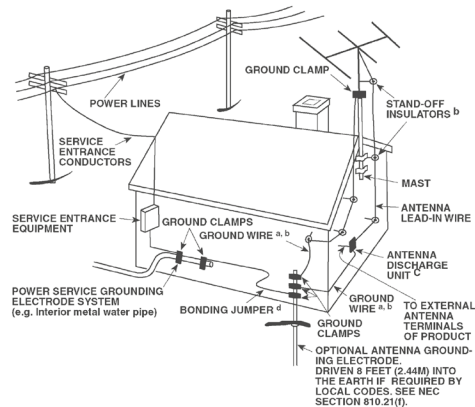 GROUND CLAMP
POWER LINES
STAND-OFF
INSULATORS b
SERVICE
ENTRANCE
CONDUCTORS
MAST
ANTENNA
LEAD-IN WIRE
SERVICE ENTRANCE
EQUIPMENT
GROUND CLAMPS
GROUND WIRE a, b
ANTENNA
DISCHARGE
UNIT C
POWER SERVICE GROUNDING
ELECTRODE SYSTEM
(e.g. Interior metal water pipe)
BONDING JUMPER d
GROUND
WIRE a, b
TO EXTERNAL
ANTENNA
TERMINALS
OF PRODUCT
GROUND
CLAMPS
OPTIONAL ANTENNA GROUND-
ING ELECTRODE.
DRIVEN 8 FEET (2.44M) INTO
THE EARTH IF REQUIRED BY
LOCAL CODES. SEE NEC
SECTION 810.21(f).